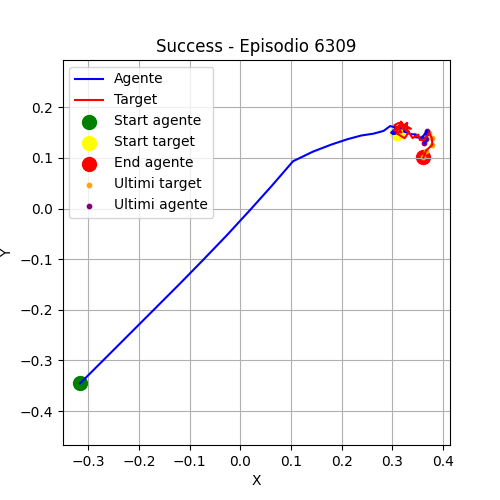 Success - Episodio 6309
Agente
Target
Start agente
Start target
End agente
Ultimi target
Ultimi agente
0.2
0.1
0.0
−0.1
−0.2
−0.3
−0.4
Y
−0.3
−0.2
−0.1
0.0
0.1
0.2
0.3
0.4
X